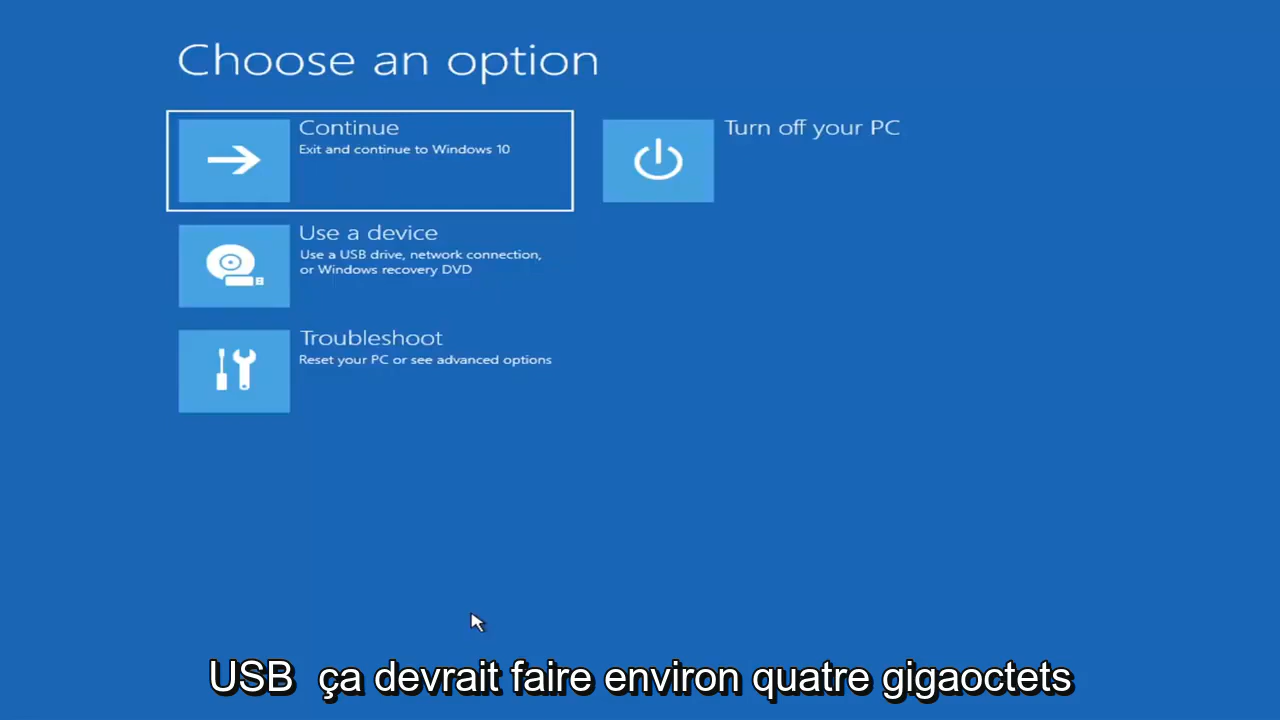 Choose an option
Continue
Exit and continue to Windows 10
Turn off your PC
Use a device
Use a USB drive, network connection,
or Windows recovery DVD
Troubleshoot
Reset your PC or see advanced options
USB ça devrait faire environ quatre gigaoctets